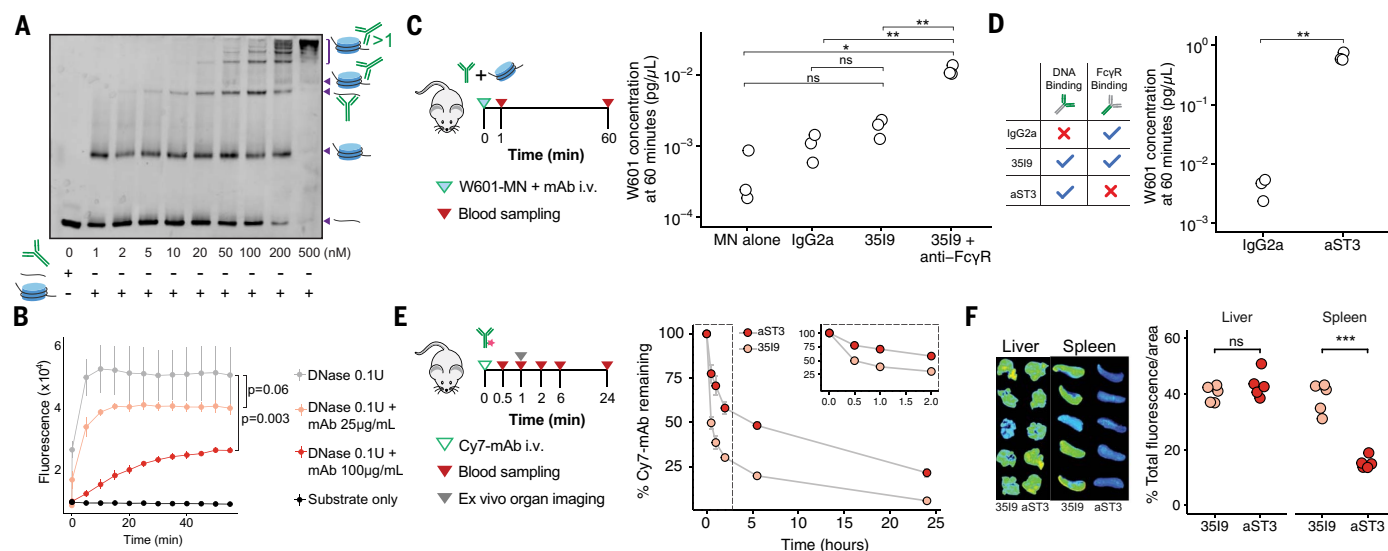 A
>1
0 1 2 5 10 20 50 100 200 500 (nM)
+ - - - - - - - - -
- + + + + + + + + +
B
Fluorescence (x10⁴)
6
4
2
0 20 40
Time (min)
p=0.06
p=0.003
DNase 0.1U
DNase 0.1U +
mAb 25µg/mL
DNase 0.1U +
mAb 100µg/mL
Substrate only
C
+
0 1 60
Time (min)
W601-MN + mAb i.v.
Blood sampling
W601 concentration
at 60 minutes (pg/µL)
10⁻²
10⁻³
10⁻⁴
**
**
*
ns
ns
MN alone IgG2a 35I9 35I9 +
anti–FcγR
D
DNA
Binding
FcγR
Binding
IgG2a
35I9
aST3
W601 concentration
at 60 minutes (pg/µL)
10⁰
10⁻¹
10⁻²
10⁻³
**
IgG2a aST3
E
0 0.5 1 2 6 24
Time (min)
Cy7-mAb i.v.
Blood sampling
Ex vivo organ imaging
% Cy7-mAb remaining
100
75
50
25
0 5 10 15 20 25
Time (hours)
aST3
35I9
100
75
50
25
0
0.0 0.5 1.0 1.5 2.0
F
Liver Spleen
35I9 aST3 35I9 aST3
% Total fluorescence/area
60
40
20
0
Liver Spleen
ns
***
35I9 aST3 35I9 aST3